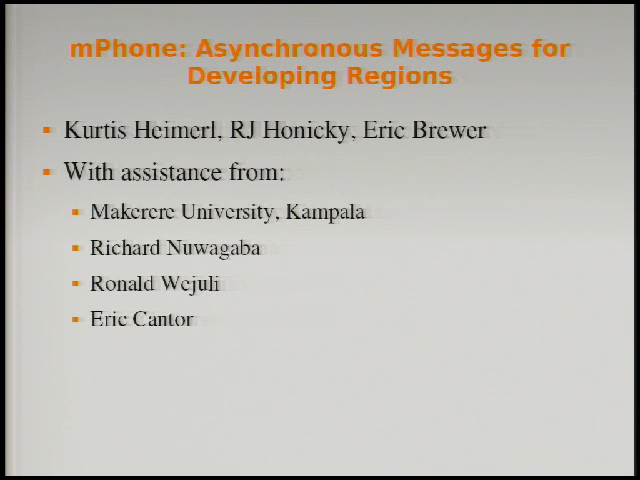 mPhone: Asynchronous Messages for
Developing Regions
Kurtis Heimerl, RJ Honicky, Eric Brewer
With assistance from:
Makerere University, Kampala
Richard Nuwagaba
Ronald Wejuli
Eric Cantor